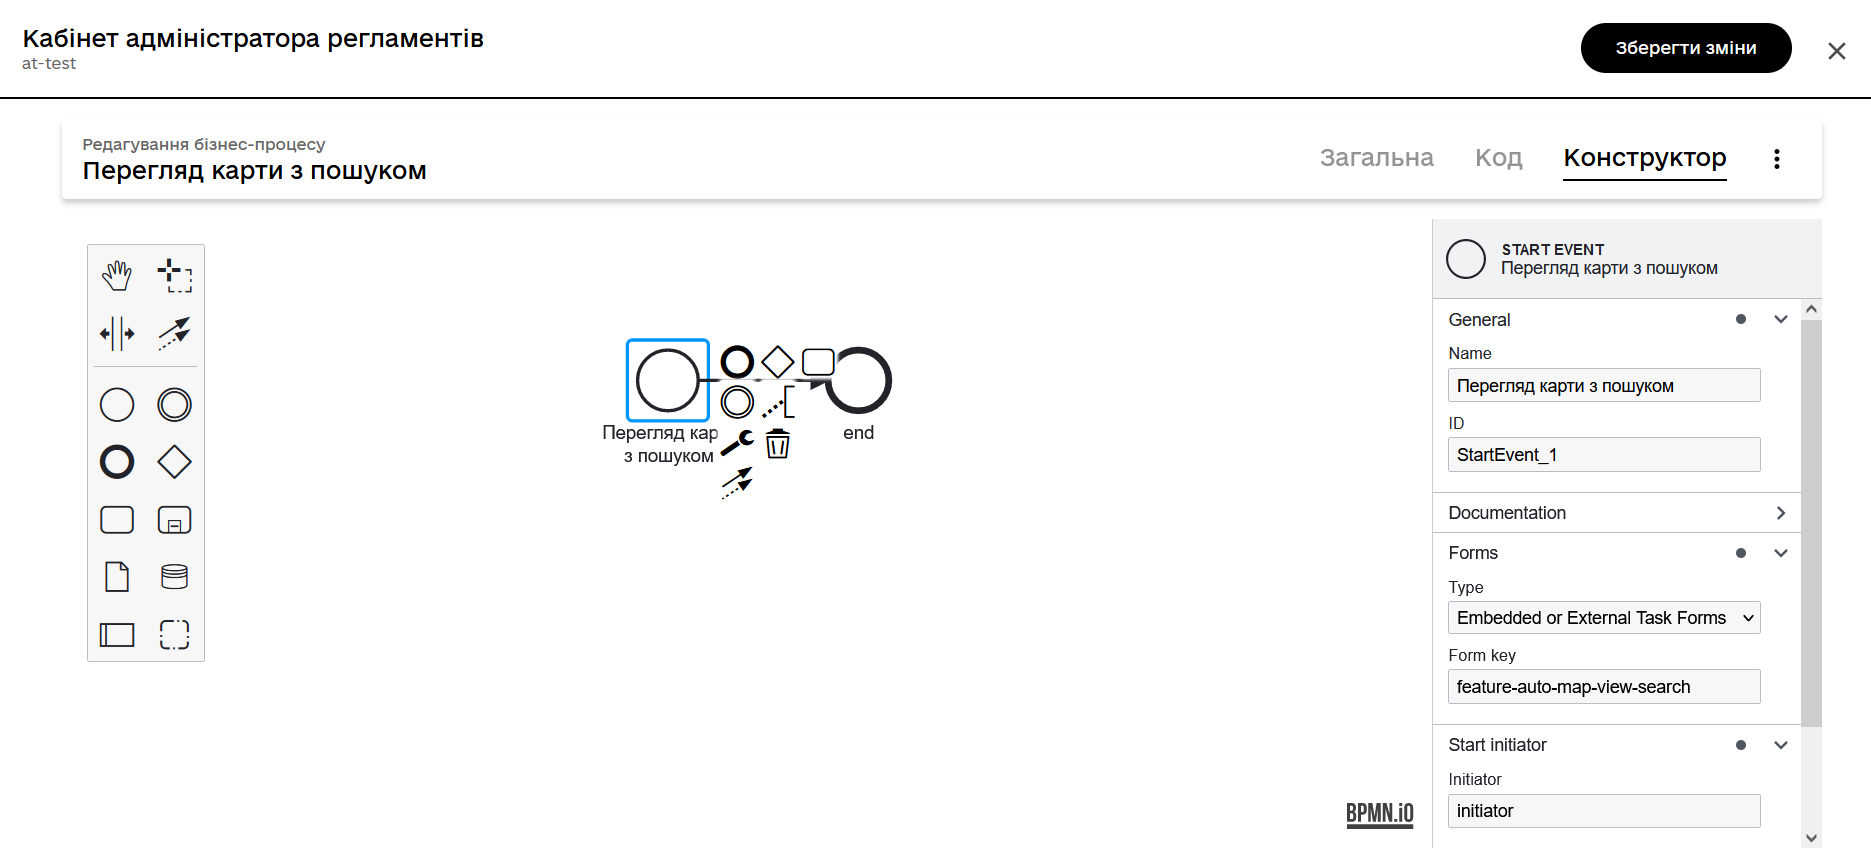 Кабінет адміністратора регламентів
at-test
Зберегти зміни
Редагування бізнес-процесу
Перегляд карти з пошуком
Загальна
Код
Конструктор
START EVENT
Перегляд карти з пошуком
General
Name
Перегляд карти з пошуком
ID
StartEvent_1
Documentation
Forms
Type
Embedded or External Task Forms
Form key
feature-auto-map-view-search
Start initiator
Initiator
initiator
Перегляд кар
з пошуком
end
BPMN.iO